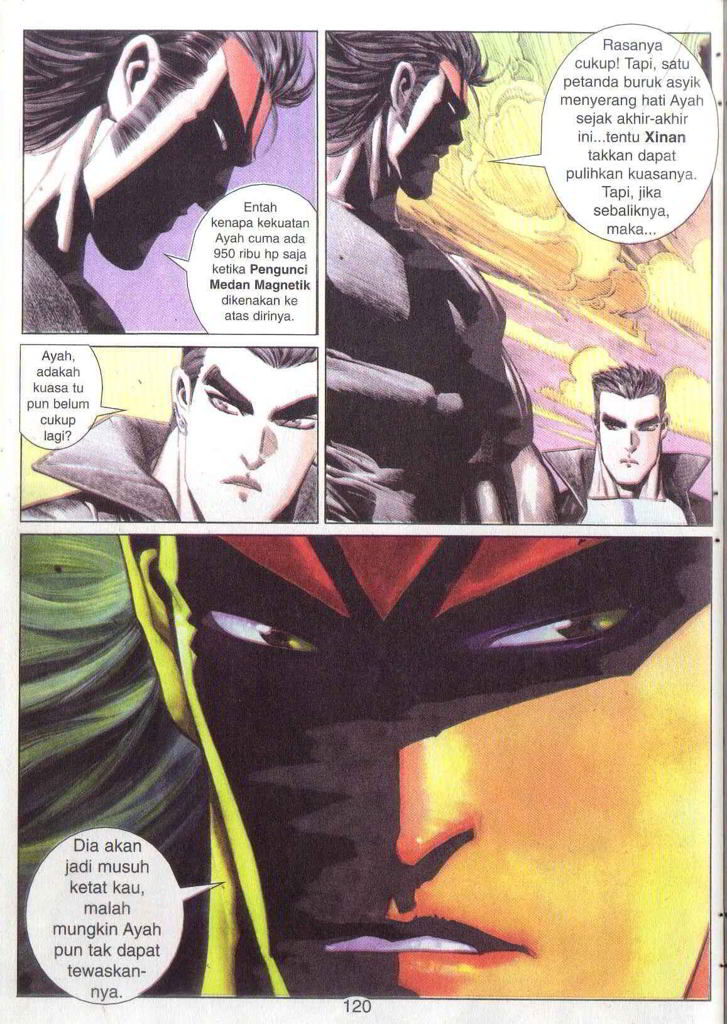 Entah
kenapa kekuatan
Ayah cuma ada
950 ribu hp saja
ketika Pengunci
Medan Magnetik
dikenakan ke
atas dirinya.
Rasanya
cukup! Tapi, satu
petanda buruk asyik
menyerang hati Ayah
sejak akhir-akhir
ini...tentu Xinan
takkan dapat
pulihkan kuasanya.
Tapi, jika
sebaliknya,
maka...
Ayah,
adakah
kuasa tu
pun belum
cukup
lagi?
Dia akan
jadi musuh
ketat kau,
malah
mungkin Ayah
pun tak dapat
tewaskan-
nya.
120